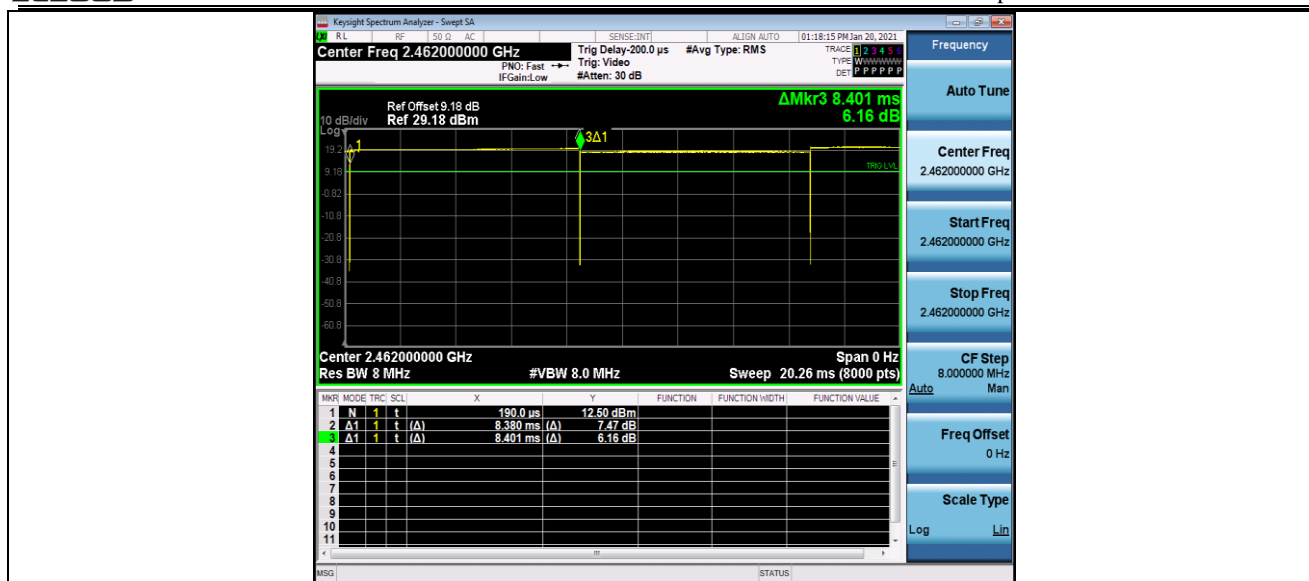 Keysight Spectrum Analyzer - Swept SA
RL RF 50 Ω AC SENSE:INT ALIGN AUTO 01:18:15 PM Jan 20, 2021
Center Freq 2.462000000 GHz
PNO: Fast
IFGain:Low
Trig Delay-200.0 µs
Trig: Video
#Atten: 30 dB
#Avg Type: RMS
TRACE 1 2 3 4 5 6
TYPE WWWWWW
DET P P P P P P
ΔMkr3 8.401 ms
6.16 dB
Ref Offset 9.18 dB
10 dB/div Ref 29.18 dBm
Log
1
3Δ1
19.2
9.18
TRIG LVL
-0.82
-10.8
-20.8
-30.8
-40.8
-50.8
-60.8
Center 2.462000000 GHz Span 0 Hz
Res BW 8 MHz #VBW 8.0 MHz Sweep 20.26 ms (8000 pts)
MKR MODE TRC SCL X Y FUNCTION FUNCTION WIDTH FUNCTION VALUE
1 N 1 t 190.0 µs 12.50 dBm
2 Δ1 1 t (Δ) 8.380 ms (Δ) 7.47 dB
3 Δ1 1 t (Δ) 8.401 ms (Δ) 6.16 dB
4
5
6
7
8
9
10
11
MSG STATUS
Frequency
Auto Tune
Center Freq
2.462000000 GHz
Start Freq
2.462000000 GHz
Stop Freq
2.462000000 GHz
CF Step
8.000000 MHz
Auto Man
Freq Offset
0 Hz
Scale Type
Log Lin